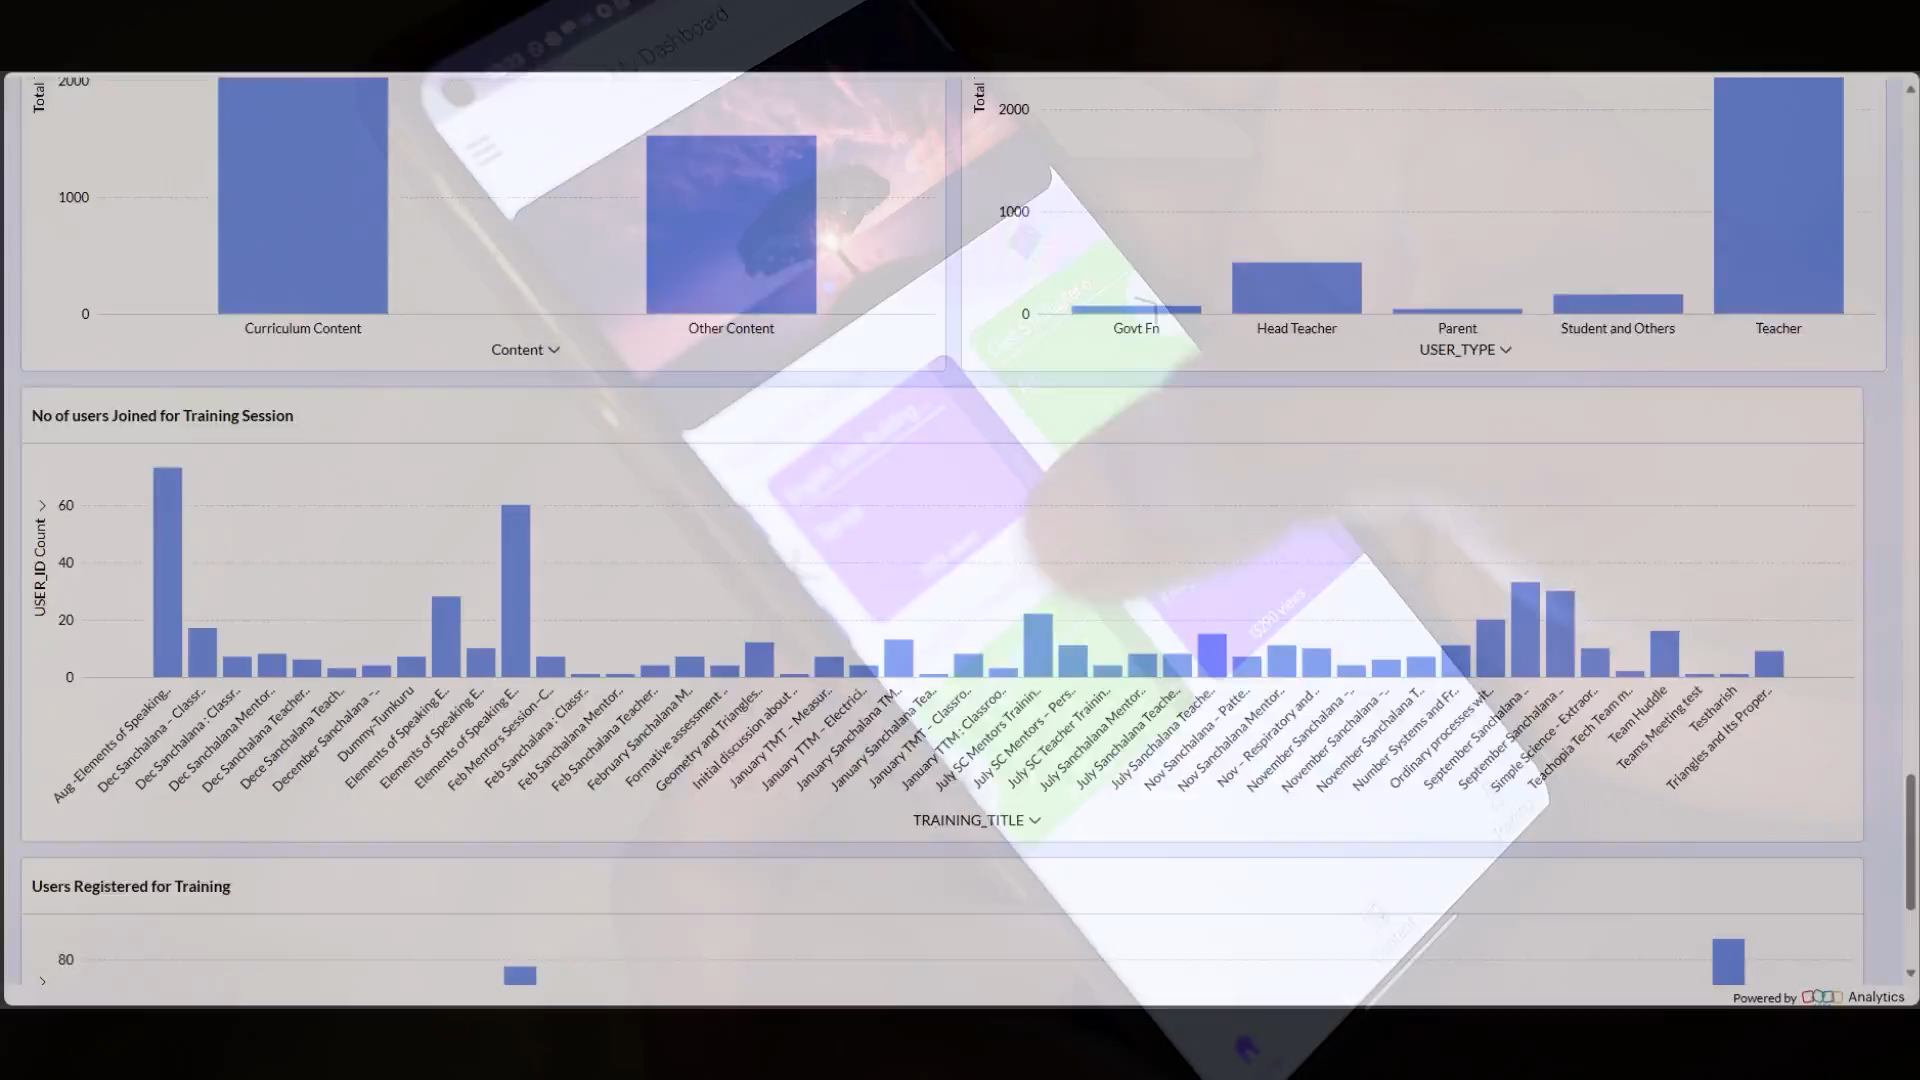 My Dashboard
Total
2000
1000
0
Curriculum Content
Other Content
Content
Total
2000
1000
0
Govt Fn
Head Teacher
Parent
Student and Others
Teacher
USER_TYPE
No of users Joined for Training Session
USER_ID Count
60
40
20
0
Aug -Elements of Speaking..
Dec Sanchalana - Classr..
Dec Sanchalana : Classr..
Dec Sanchalana Mentor..
Dec Sanchalana Teacher..
Dece Sanchalana Teach..
December Sanchalana -..
Dummy-Tumkuru
Elements of Speaking E..
Elements of Speaking E..
Elements of Speaking E..
Feb Mentors Session-C..
Feb Sanchalana : Classr..
Feb Sanchalana Mentor..
Feb Sanchalana Teacher..
February Sanchalana M..
Formative assessment ..
Geometry and Triangles..
Initial discussion about ..
January TMT - Measur..
January TTM - Electrici..
January Sanchalana TM..
January Sanchalana Tea..
January TMT - Classro..
January TTM : Classroo..
July SC Mentors Trainin..
July SC Mentors - Pers..
July SC Teacher Trainin..
July Sanchalana Mentor..
July Sanchalana Teache..
July Sanchalana Teache..
Nov Sanchalana - Patte..
Nov Sanchalana Mentor..
Nov - Respiratory and ..
November Sanchalana -..
November Sanchalana -..
November Sanchalana T..
Number Systems and Fr..
Ordinary processes wit..
September Sanchalana ..
September Sanchalana ..
Simple Science - Extraor..
Teachopia Tech Team m..
Team Huddle
Teams Meeting test
Testharish
Triangles and Its Proper..
TRAINING_TITLE
Users Registered for Training
80
Powered by
Analytics